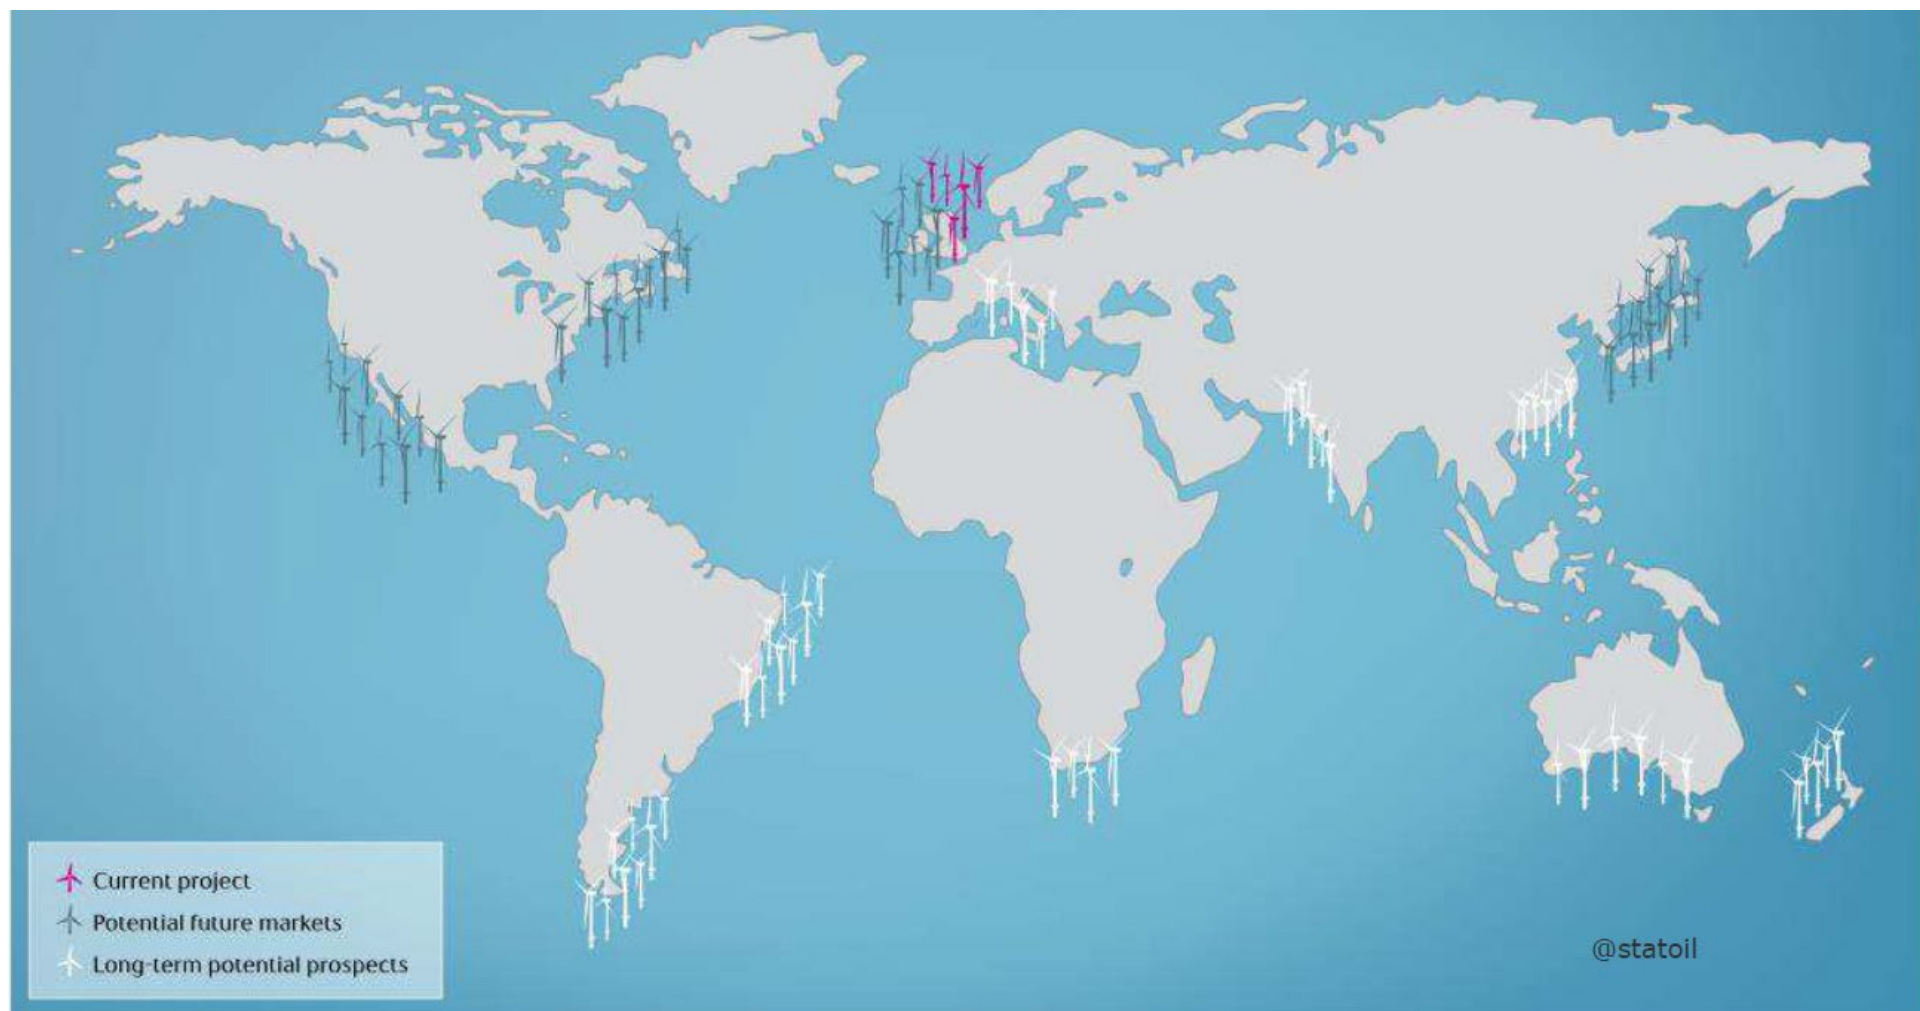 Current project
Potential future markets
Long-term potential prospects
@statoil